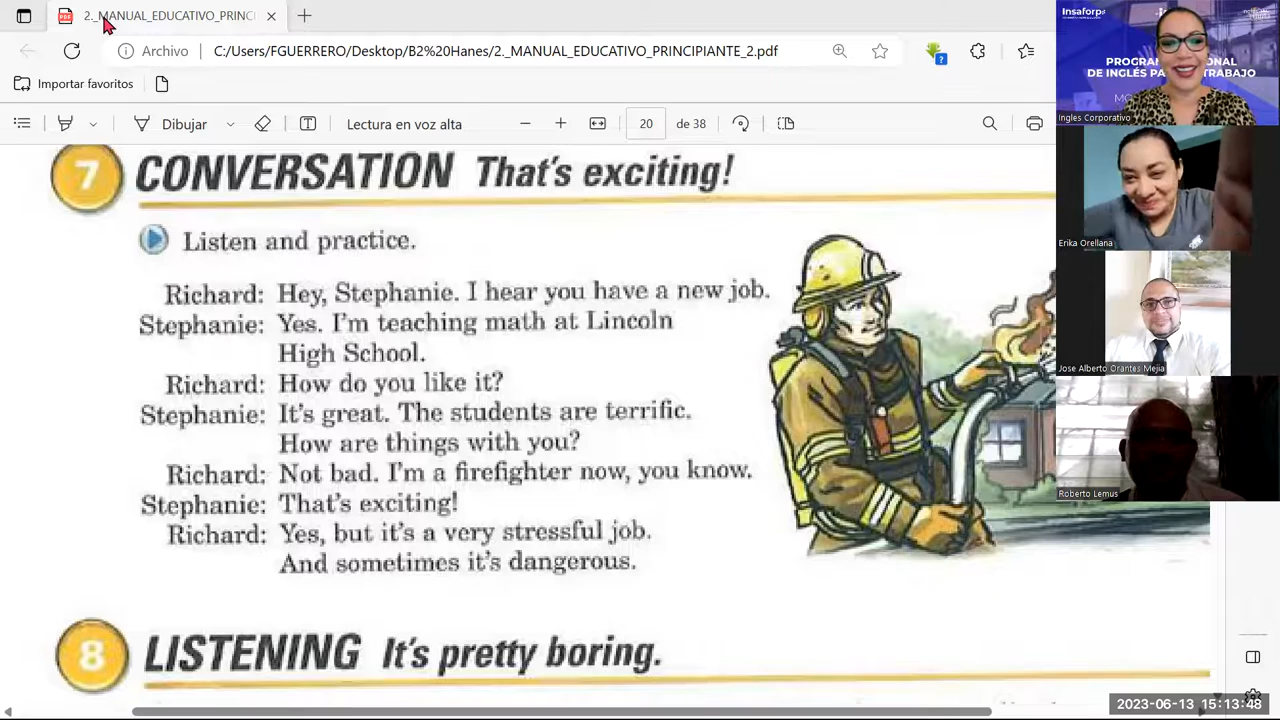 2._MANUAL_EDUCATIVO_PRINCI
Archivo
C:/Users/FGUERRERO/Desktop/B2%20Hanes/2._MANUAL_EDUCATIVO_PRINCIPIANTE_2.pdf
Importar favoritos
Dibujar
Lectura en voz alta
20
de 38
7 CONVERSATION That's exciting!
Listen and practice.
Richard: Hey, Stephanie. I hear you have a new job.
Stephanie: Yes. I'm teaching math at Lincoln
High School.
Richard: How do you like it?
Stephanie: It's great. The students are terrific.
How are things with you?
Richard: Not bad. I'm a firefighter now, you know.
Stephanie: That's exciting!
Richard: Yes, but it's a very stressful job.
And sometimes it's dangerous.
8 LISTENING It's pretty boring.
Insaforp
DE INGLÉS
Ingles Corporativo
Erika Orellana
Jose Alberto Orantes Mejia
Roberto Lemus
2023-06-13 15:13:48